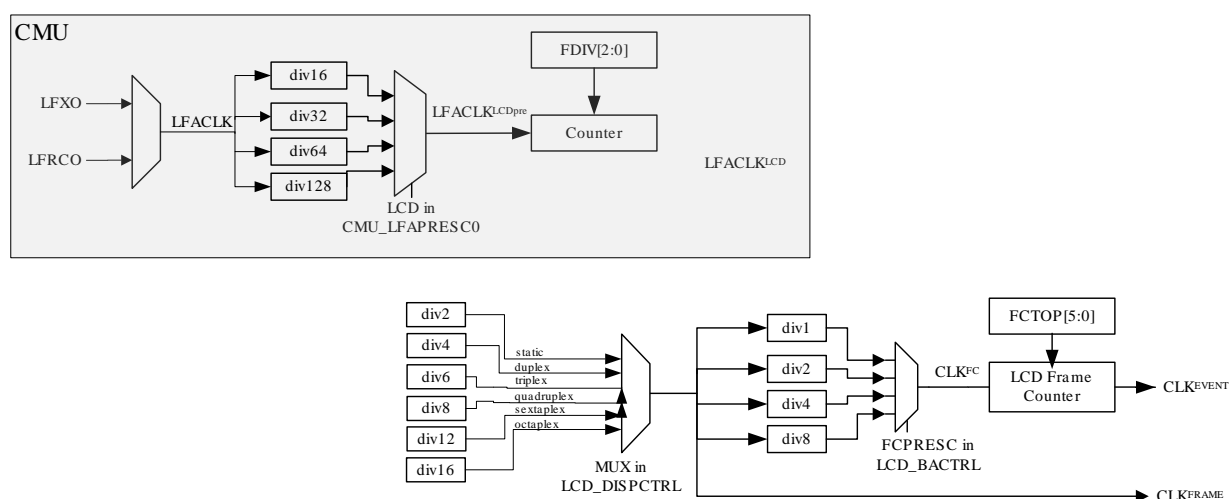 CMU
FDIV[2:0]
div16
LFXO
LFACLK
div32
LFACLKLCDpre
Counter
LFRCO
div64
LFACLKLCD
div128
LCD in
CMU_LFAPRESC0
div2
static
div1
FCTOP[5:0]
div4
duplex
div2
div6
triplex
CLKFC
LCD Frame
Counter
CLKEVENT
div8
quadruplex
div4
div12
sextaplex
div8
div16
octaplex
MUX in
LCD_DISPCTRL
FCPRESC in
LCD_BACTRL
CLKFRAME